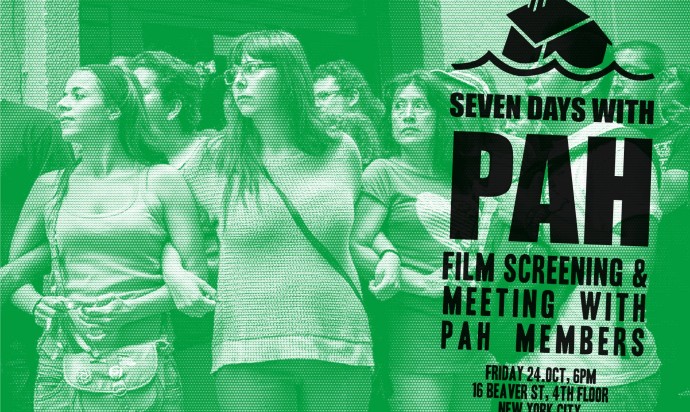 SEVEN DAYS WITH
PAH
FILM SCREENING &
MEETING WITH
PAH MEMBERS
FRIDAY 24.OCT, 6PM
16 BEAVER ST, 4TH FLOOR
NEW YORK CITY